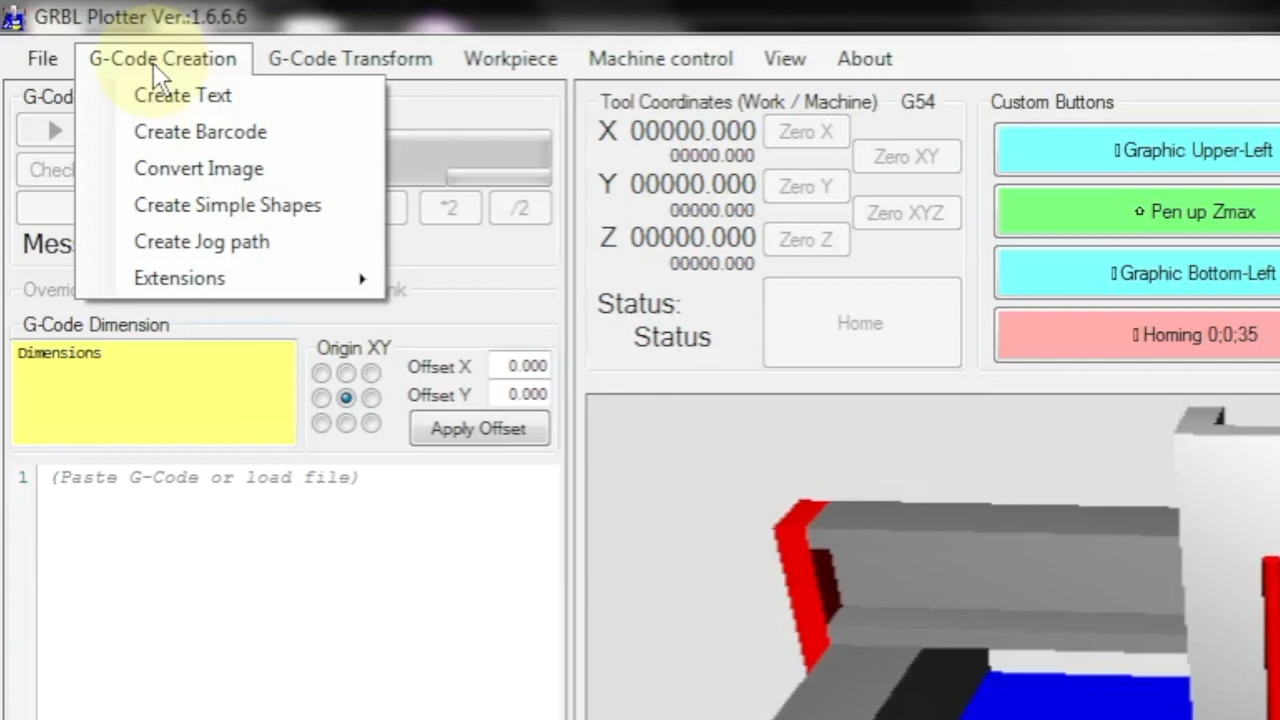 GRBL Plotter Ver.:1.6.6.6
File G-Code Creation G-Code Transform Workpiece Machine control View About
Create Text
Create Barcode
Convert Image
Create Simple Shapes
Create Jog path
Extensions
*2 /2
G-Code Dimension
Dimensions
Origin XY
Offset X 0.000
Offset Y 0.000
Apply Offset
1 (Paste G-Code or load file)
Tool Coordinates (Work / Machine) G54
X 00000.000 Zero X
00000.000
Zero XY
Y 00000.000 Zero Y
00000.000
Zero XYZ
Z 00000.000 Zero Z
00000.000
Status:
Status
Home
Custom Buttons
Graphic Upper-Left
Pen up Zmax
Graphic Bottom-Left
Homing 0;0;35